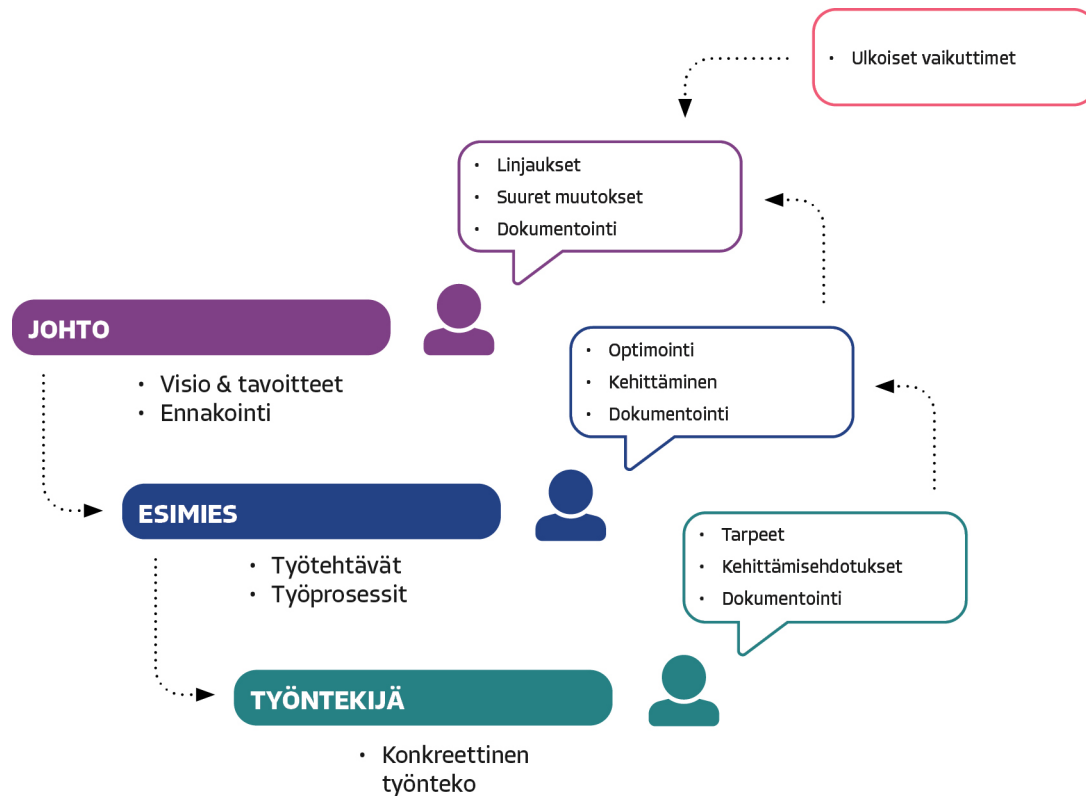 Ulkoiset vaikuttimet
Linjaukset
Suuret muutokset
Dokumentointi
JOHTO
Visio & tavoitteet
Ennakointi
Optimointi
Kehittäminen
Dokumentointi
ESIMIES
Työtehtävät
Työprosessit
Tarpeet
Kehittämisehdotukset
Dokumentointi
TYÖNTEKIJÄ
Konkreettinen
työnteko